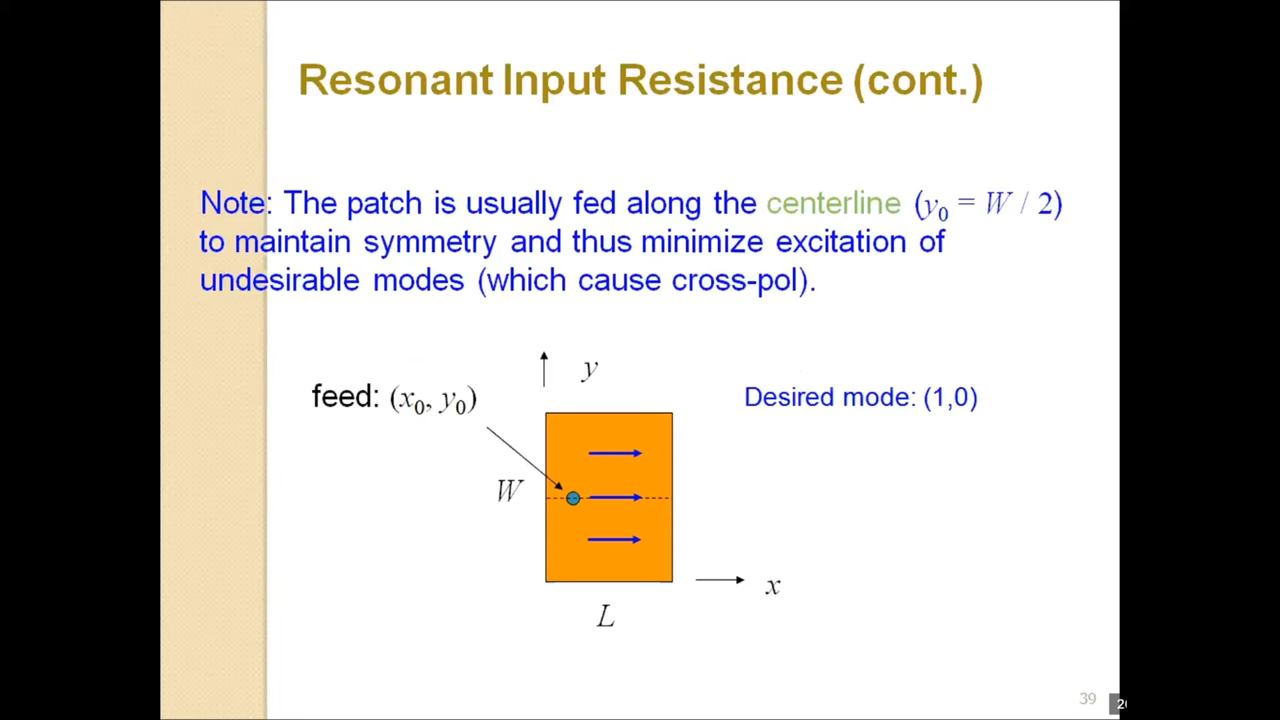 Resonant Input Resistance (cont.)
Note: The patch is usually fed along the centerline (y₀ = W / 2)
to maintain symmetry and thus minimize excitation of
undesirable modes (which cause cross-pol).
y
feed: (x₀, y₀)
Desired mode: (1,0)
W
x
L
39